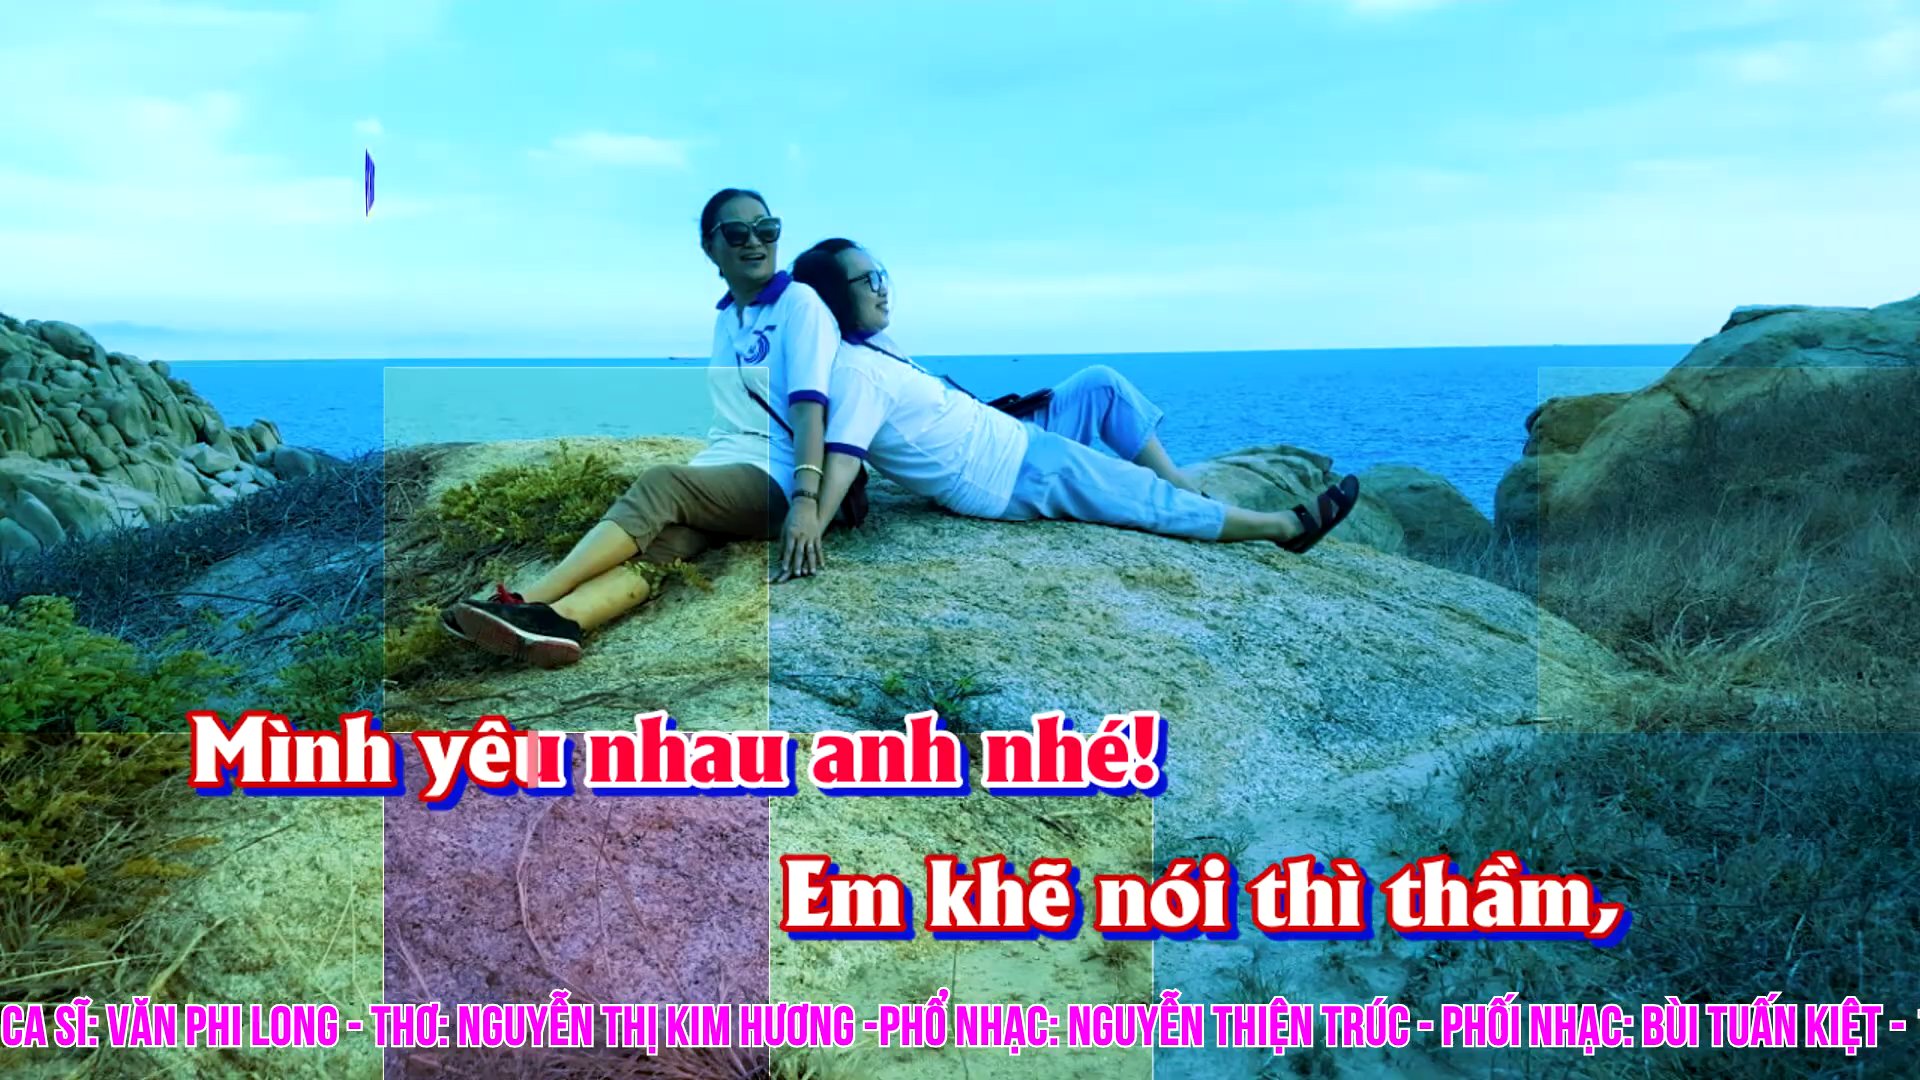 Mình yêu nhau anh nhé!
Em khẽ nói thì thầm,
CA SĨ: VĂN PHI LONG - THƠ: NGUYỄN THỊ KIM HƯƠNG -PHỔ NHẠC: NGUYỄN THIỆN TRÚC - PHỐI NHẠC: BÙI TUẤN KIỆT -